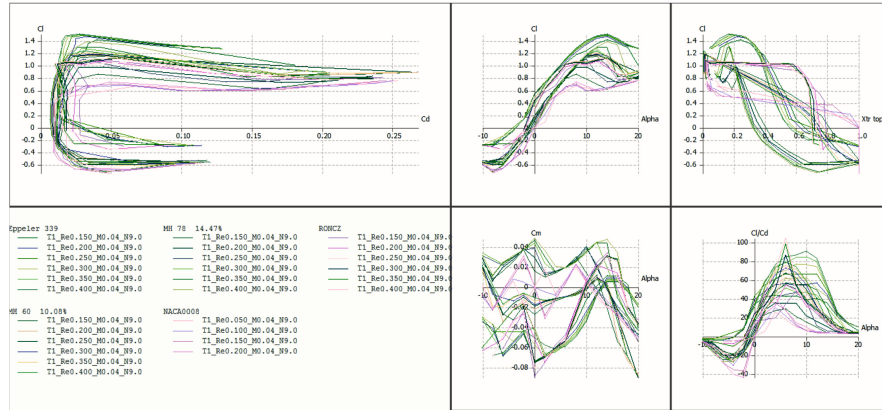 Cl
1.4
1.2
1.0
0.8
0.6
0.4
0.2
0
-0.2
-0.4
-0.6
0.05
0.10
0.15
0.20
0.25
Cd
Cl
1.4
1.2
1.0
0.8
0.6
0.4
0.2
0
-0.2
-0.4
-0.6
-10
0
10
20
Alpha
Cl
1.4
1.2
1.0
0.8
0.6
0.4
0.2
0
-0.2
-0.4
-0.6
0.2
0.4
0.6
0.8
1.0
Xtr top
Eppeler 339
T1_Re0.150_M0.04_N9.0
T1_Re0.200_M0.04_N9.0
T1_Re0.250_M0.04_N9.0
T1_Re0.300_M0.04_N9.0
T1_Re0.350_M0.04_N9.0
T1_Re0.400_M0.04_N9.0
MH 78 14.47%
T1_Re0.150_M0.04_N9.0
T1_Re0.200_M0.04_N9.0
T1_Re0.250_M0.04_N9.0
T1_Re0.300_M0.04_N9.0
T1_Re0.350_M0.04_N9.0
T1_Re0.400_M0.04_N9.0
RONCZ
T1_Re0.150_M0.04_N9.0
T1_Re0.200_M0.04_N9.0
T1_Re0.250_M0.04_N9.0
T1_Re0.300_M0.04_N9.0
T1_Re0.350_M0.04_N9.0
T1_Re0.400_M0.04_N9.0
MH 60 10.08%
T1_Re0.150_M0.04_N9.0
T1_Re0.200_M0.04_N9.0
T1_Re0.250_M0.04_N9.0
T1_Re0.300_M0.04_N9.0
T1_Re0.350_M0.04_N9.0
T1_Re0.400_M0.04_N9.0
NACA0008
T1_Re0.050_M0.04_N9.0
T1_Re0.100_M0.04_N9.0
T1_Re0.150_M0.04_N9.0
T1_Re0.200_M0.04_N9.0
Cm
0.04
0.02
-10
0
10
20
Alpha
-0.06
-0.08
Cl/Cd
100
80
60
40
20
-10
0
10
20
Alpha
-20
-40